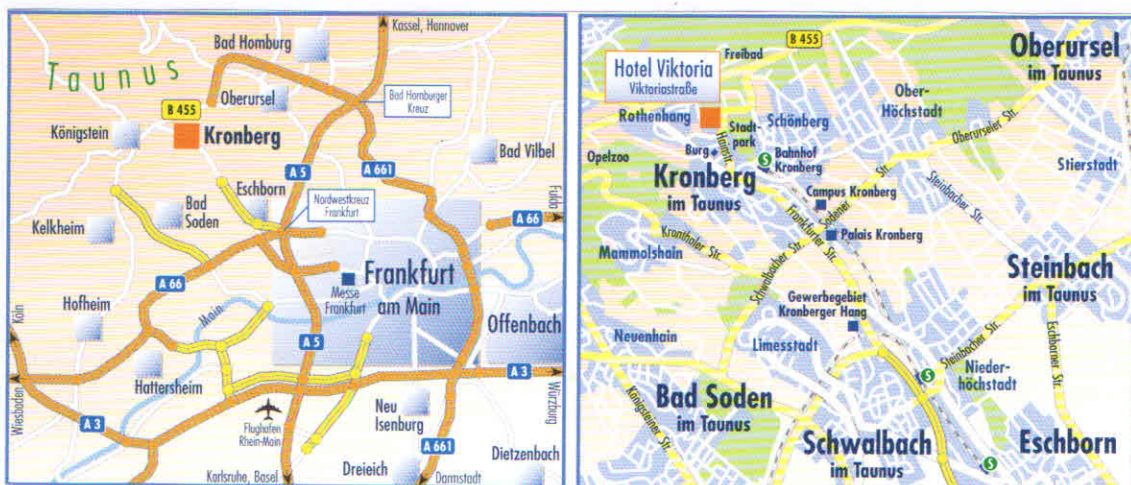 Kassel, Hannover
Bad Homburg
Taunus
Oberursel
Bad Homburger
Kreuz
B 455
Königstein
Kronberg
Bad Vilbel
A 5
A 661
Eschborn
Fulda
Nordwestkreuz
Frankfurt
Bad
Soden
A 66
Kelkheim
Frankfurt
am Main
Messe
Frankfurt
A 66
Hofheim
Main
Köln
Offenbach
A 5
Hattersheim
A 3
Wiesbaden
Würzburg
Neu
Isenburg
A 3
Flughafen
Rhein-Main
A 661
Dreieich
Dietzenbach
Karlsruhe, Basel
Darmstadt
B 455
Freibad
Oberursel
im Taunus
Hotel Viktoria
Viktoriastraße
Ober-
Höchstadt
Rothenhang
Stadt-
park
Schönberg
Oberurseler Str.
Hainstr.
Burg
S
Bahnhof
Kronberg
Opelzoo
Stierstadt
Kronberg
im Taunus
Campus Kronberg
Steinbacher Str.
Sodener Str.
Frankfurter Str.
Palais Kronberg
Kronthaler Str.
Mammolshain
Schwalbacher Str.
Steinbach
im Taunus
Gewerbegebiet
Kronberger Hang
Neuenhain
Limesstadt
Steinbacher Str.
Eschborner Str.
S
Nieder-
höchstadt
Bad Soden
im Taunus
Königsteiner Str.
Schwalbach
im Taunus
Eschborn
S